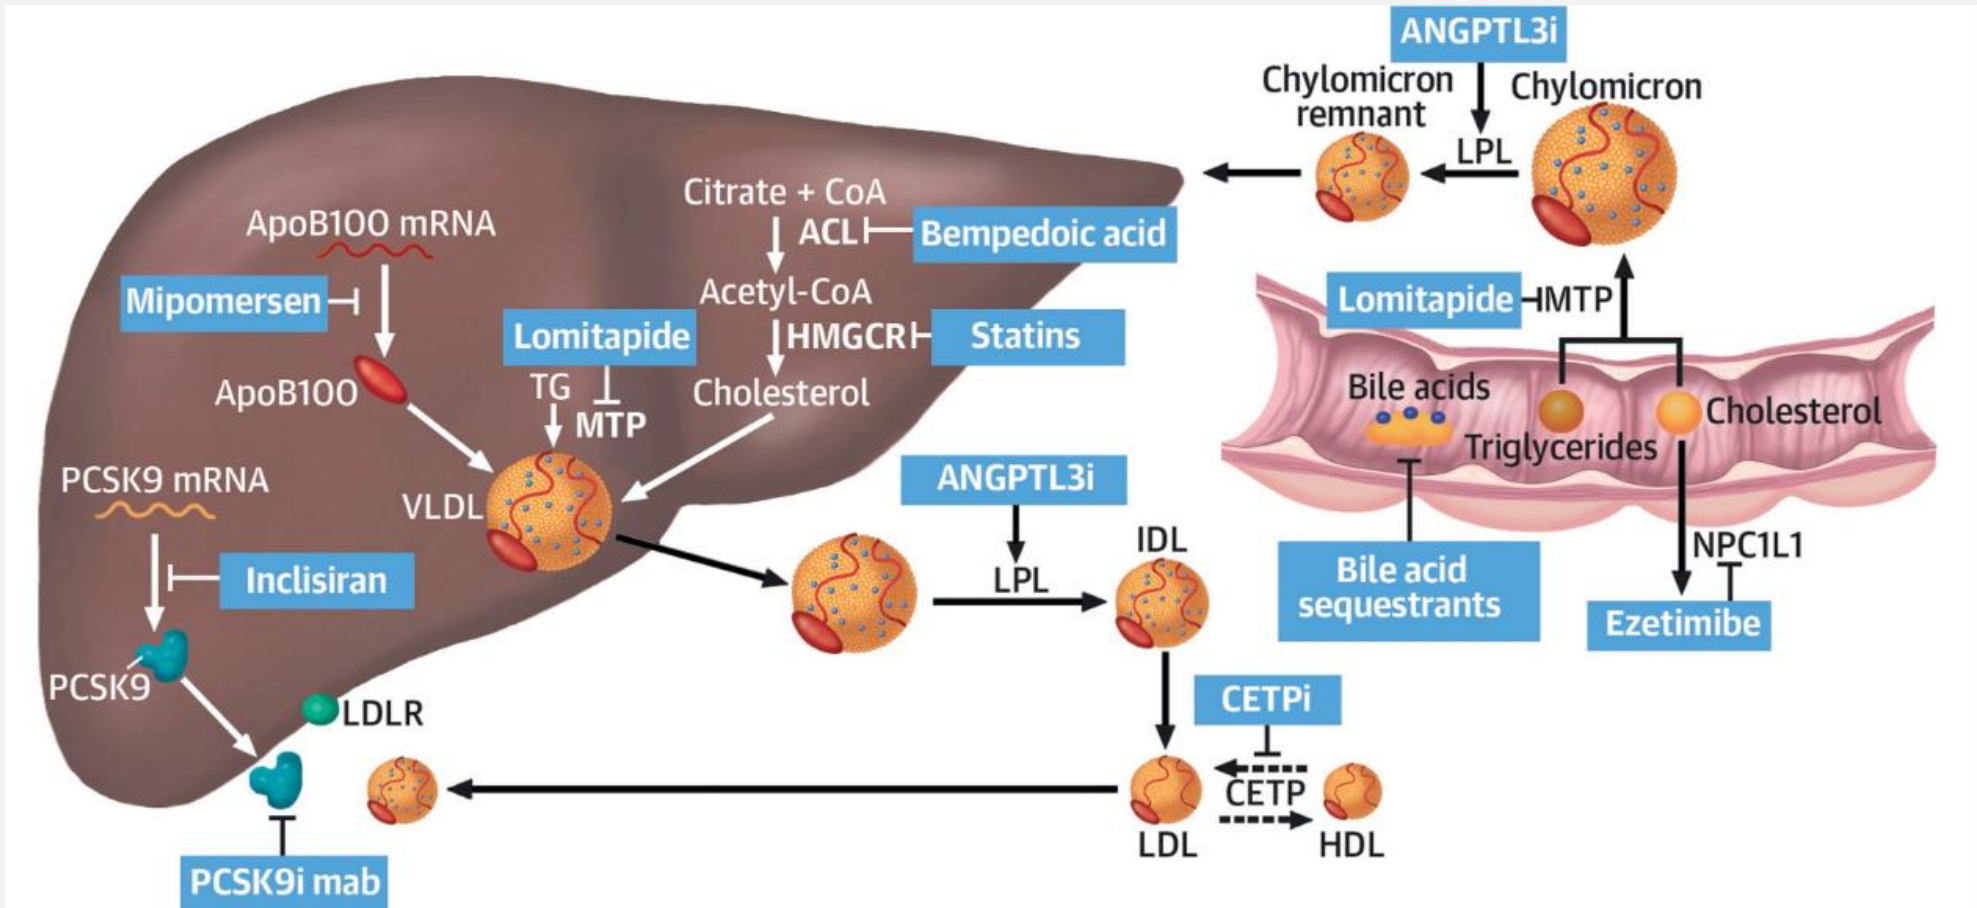 ANGPTL3i
Chylomicron
remnant
Chylomicron
LPL
Citrate + CoA
ACL
Bempedoic acid
ApoB100 mRNA
Mipomersen
Acetyl-CoA
Lomitapide
HMGCR
Statins
Lomitapide
MTP
ApoB100
TG
MTP
Cholesterol
Bile acids
Triglycerides
Cholesterol
PCSK9 mRNA
VLDL
ANGPTL3i
LPL
IDL
NPC1L1
Inclisiran
Bile acid
sequestrants
Ezetimibe
PCSK9
LDLR
CETPi
CETP
LDL
HDL
PCSK9i mab